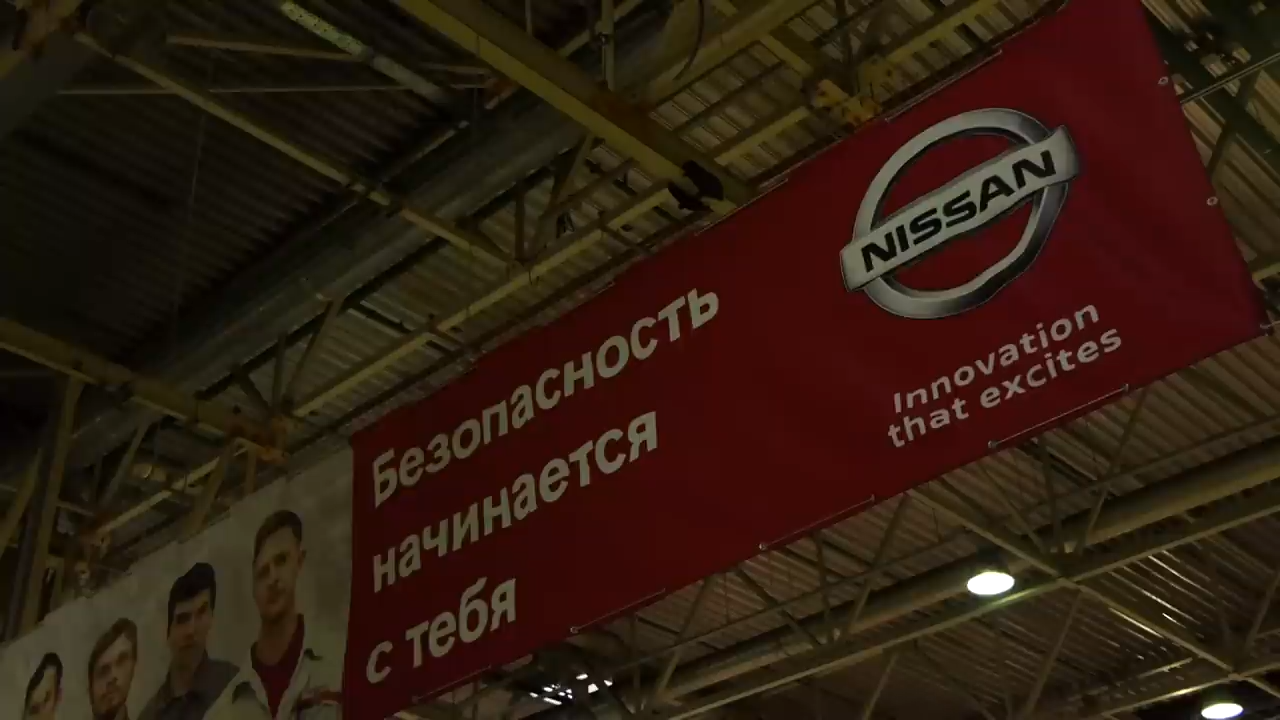 Безопасность
начинается
с тебя
NISSAN
Innovation
that excites